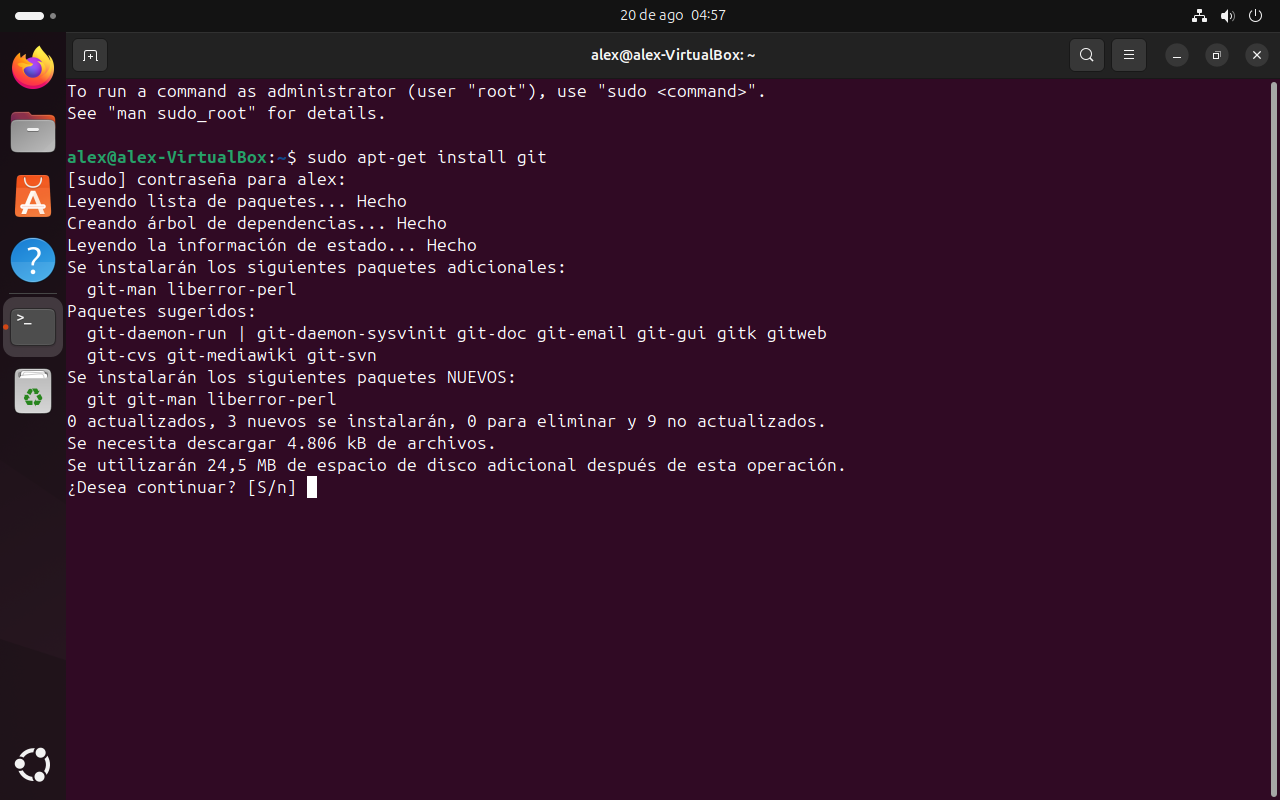 20 de ago 04:57
alex@alex-VirtualBox: ~
To run a command as administrator (user "root"), use "sudo <command>".
See "man sudo_root" for details.
alex@alex-VirtualBox:~$ sudo apt-get install git
[sudo] contraseña para alex:
Leyendo lista de paquetes... Hecho
Creando árbol de dependencias... Hecho
Leyendo la información de estado... Hecho
Se instalarán los siguientes paquetes adicionales:
  git-man liberror-perl
Paquetes sugeridos:
  git-daemon-run | git-daemon-sysvinit git-doc git-email git-gui gitk gitweb
  git-cvs git-mediawiki git-svn
Se instalarán los siguientes paquetes NUEVOS:
  git git-man liberror-perl
0 actualizados, 3 nuevos se instalarán, 0 para eliminar y 9 no actualizados.
Se necesita descargar 4.806 kB de archivos.
Se utilizarán 24,5 MB de espacio de disco adicional después de esta operación.
¿Desea continuar? [S/n]